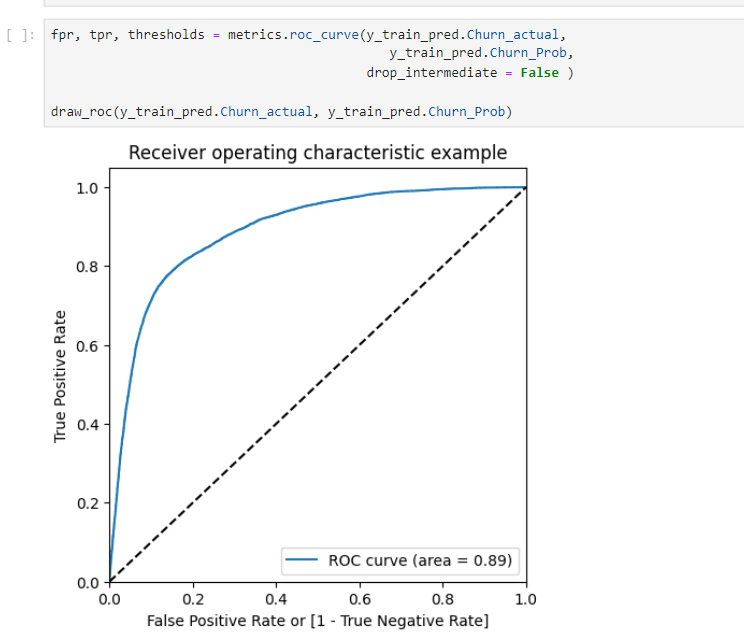 [ ]: fpr, tpr, thresholds = metrics.roc_curve(y_train_pred.Churn_actual,
y_train_pred.Churn_Prob,
drop_intermediate = False )
draw_roc(y_train_pred.Churn_actual, y_train_pred.Churn_Prob)
Receiver operating characteristic example
1.0
0.8
0.6
0.4
0.2
0.0
True Positive Rate
ROC curve (area = 0.89)
0.0 0.2 0.4 0.6 0.8 1.0
False Positive Rate or [1 - True Negative Rate]